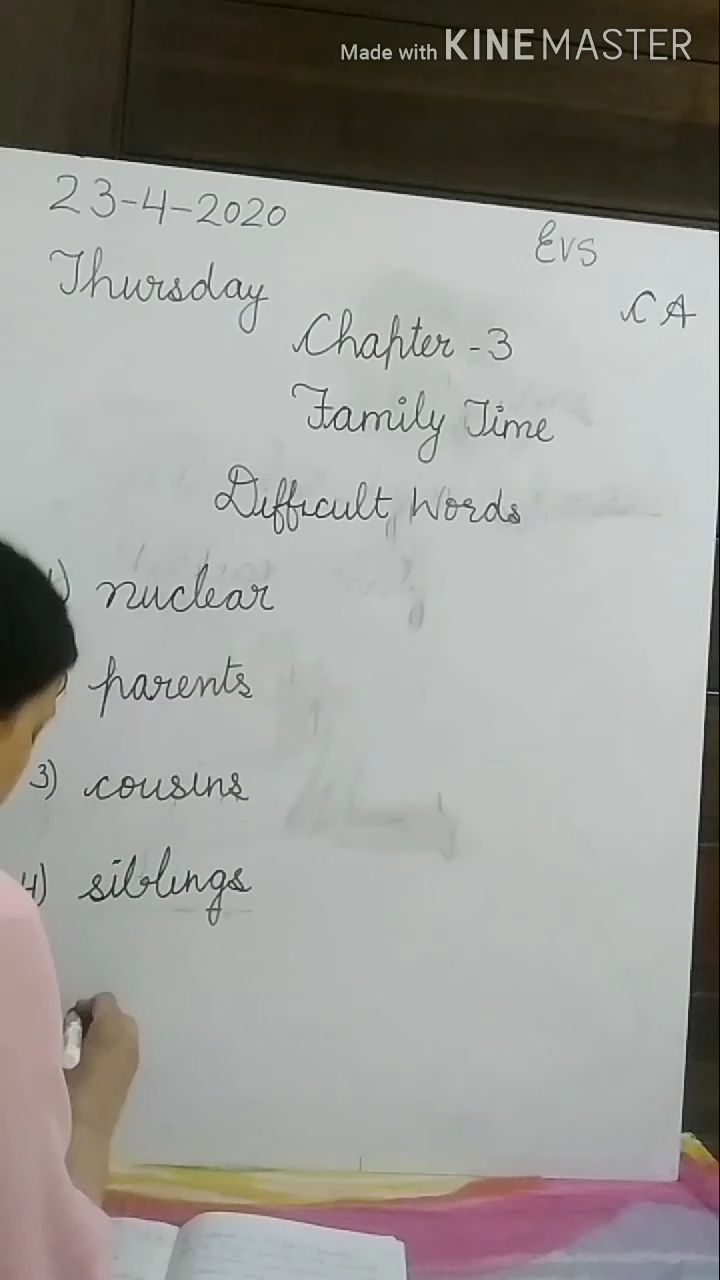 Made with KINEMASTER
23-4-2020
EVS
Thursday
CA
Chapter -3
Family Time
Difficult Words
1) nuclear
) parents
3) cousins
4) siblings